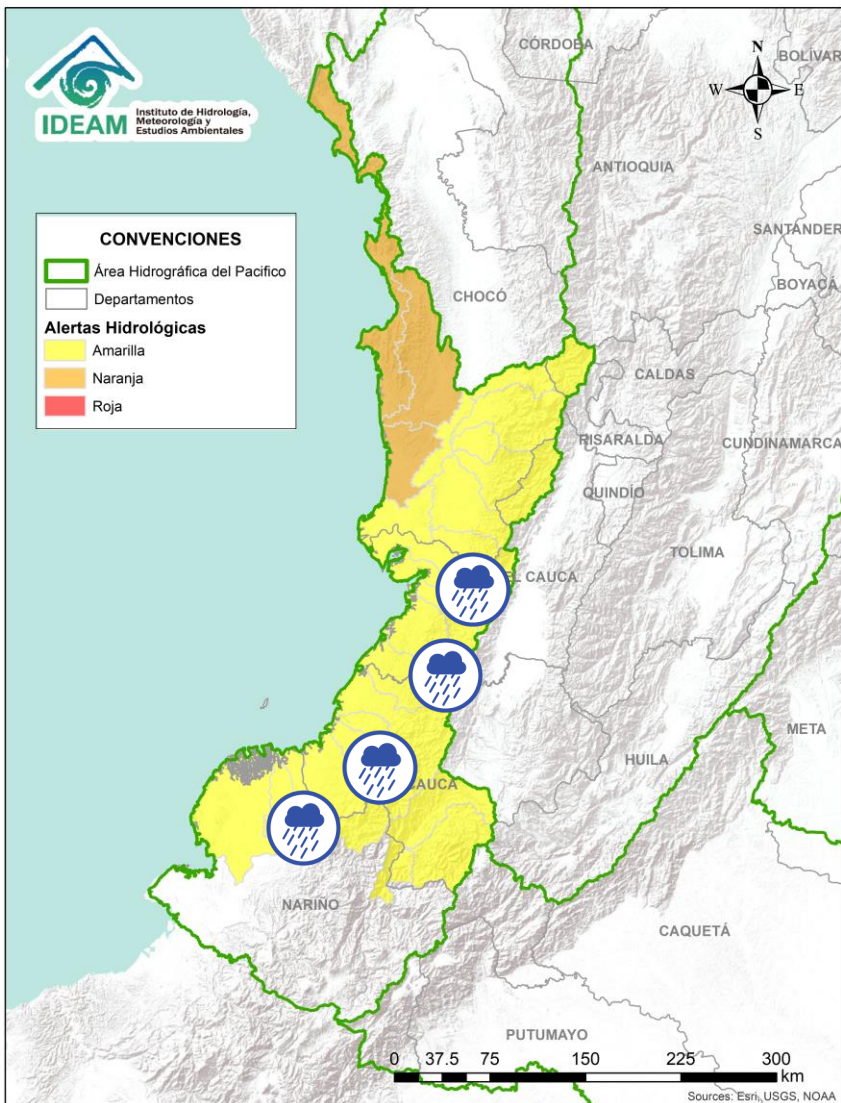 IDEAM
Instituto de Hidrología,
Meteorología y
Estudios Ambientales
CONVENCIONES
Área Hidrográfica del Pacifico
Departamentos
Alertas Hidrológicas
Amarilla
Naranja
Roja
N
W
E
S
CÓRDOBA
BOLÍVAR
ANTIOQUIA
SANTANDER
BOYACÁ
CHOCÓ
CALDAS
RISARALDA
CUNDINAMARCA
QUINDÍO
TOLIMA
EL CAUCA
META
HUILA
CAUCA
NARIÑO
CAQUETÁ
PUTUMAYO
0 37.5 75 150 225 300
km
Sources: Esri, USGS, NOAA